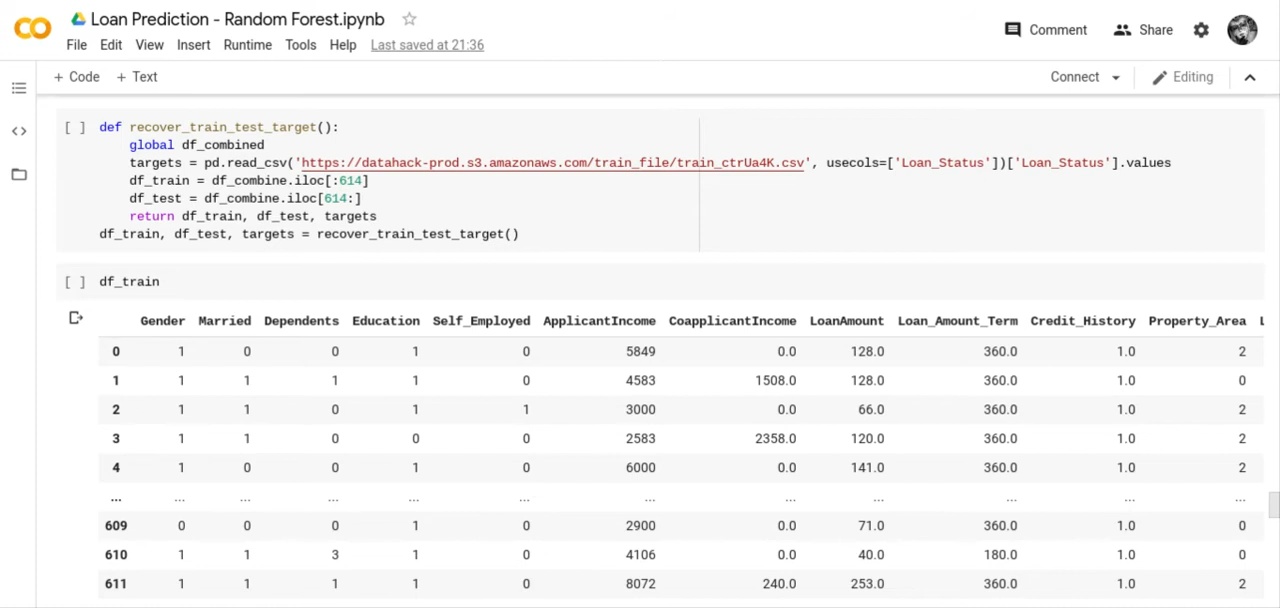 Loan Prediction - Random Forest.ipynb
Comment
Share
File Edit View Insert Runtime Tools Help Last saved at 21:36
+ Code + Text
Connect
Editing
[ ] def recover_train_test_target():
global df_combined
targets = pd.read_csv('https://datahack-prod.s3.amazonaws.com/train_file/train_ctrUa4K.csv', usecols=['Loan_Status'])['Loan_Status'].values
df_train = df_combine.iloc[:614]
df_test = df_combine.iloc[614:]
return df_train, df_test, targets
df_train, df_test, targets = recover_train_test_target()
[ ] df_train
Gender Married Dependents Education Self_Employed ApplicantIncome CoapplicantIncome LoanAmount Loan_Amount_Term Credit_History Property_Area L
0 1 0 0 1 0 5849 0.0 128.0 360.0 1.0 2
1 1 1 1 1 0 4583 1508.0 128.0 360.0 1.0 0
2 1 1 0 1 1 3000 0.0 66.0 360.0 1.0 2
3 1 1 0 0 0 2583 2358.0 120.0 360.0 1.0 2
4 1 0 0 1 0 6000 0.0 141.0 360.0 1.0 2
... ... ... ... ... ... ... ... ... ... ... ...
609 0 0 0 1 0 2900 0.0 71.0 360.0 1.0 0
610 1 1 3 1 0 4106 0.0 40.0 180.0 1.0 0
611 1 1 1 1 0 8072 240.0 253.0 360.0 1.0 2